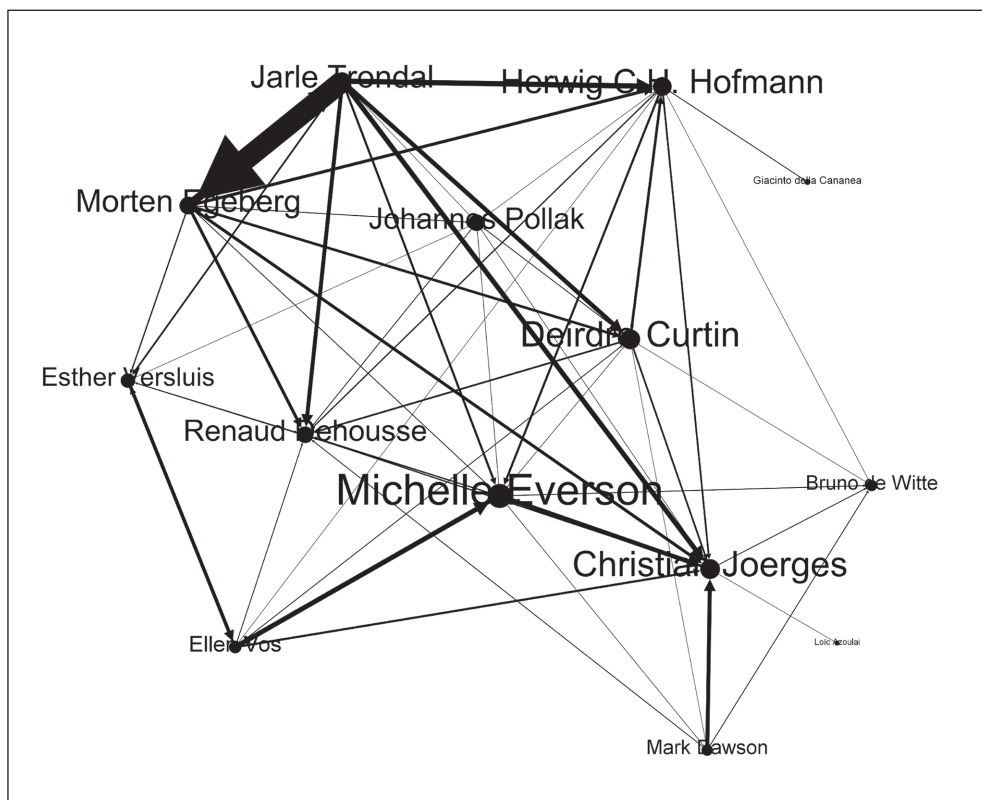 Jarle Trondal
Herwig C.H. Hofmann
Giacinto della Cananea
Morten Egeberg
Johannes Pollak
Deirdre Curtin
Esther Versluis
Renaud Dehousse
Michelle Everson
Bruno de Witte
Christian Joerges
Ellen Vos
Loïc Azoulai
Mark Dawson